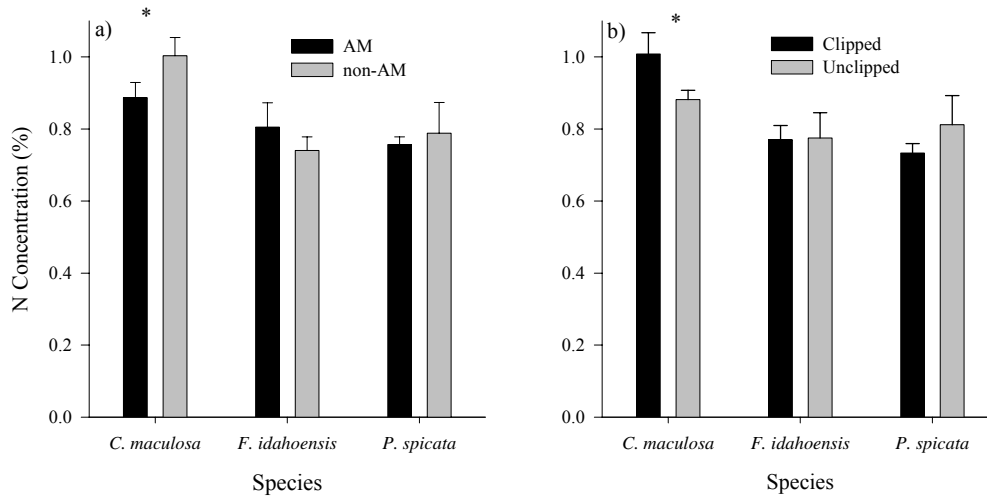 a)
*
AM
non-AM
1.0
0.8
0.6
0.4
0.2
0.0
N Concentration (%)
C. maculosa F. idahoensis P. spicata
Species
b)
*
Clipped
Unclipped
1.0
0.8
0.6
0.4
0.2
0.0
C. maculosa F. idahoensis P. spicata
Species